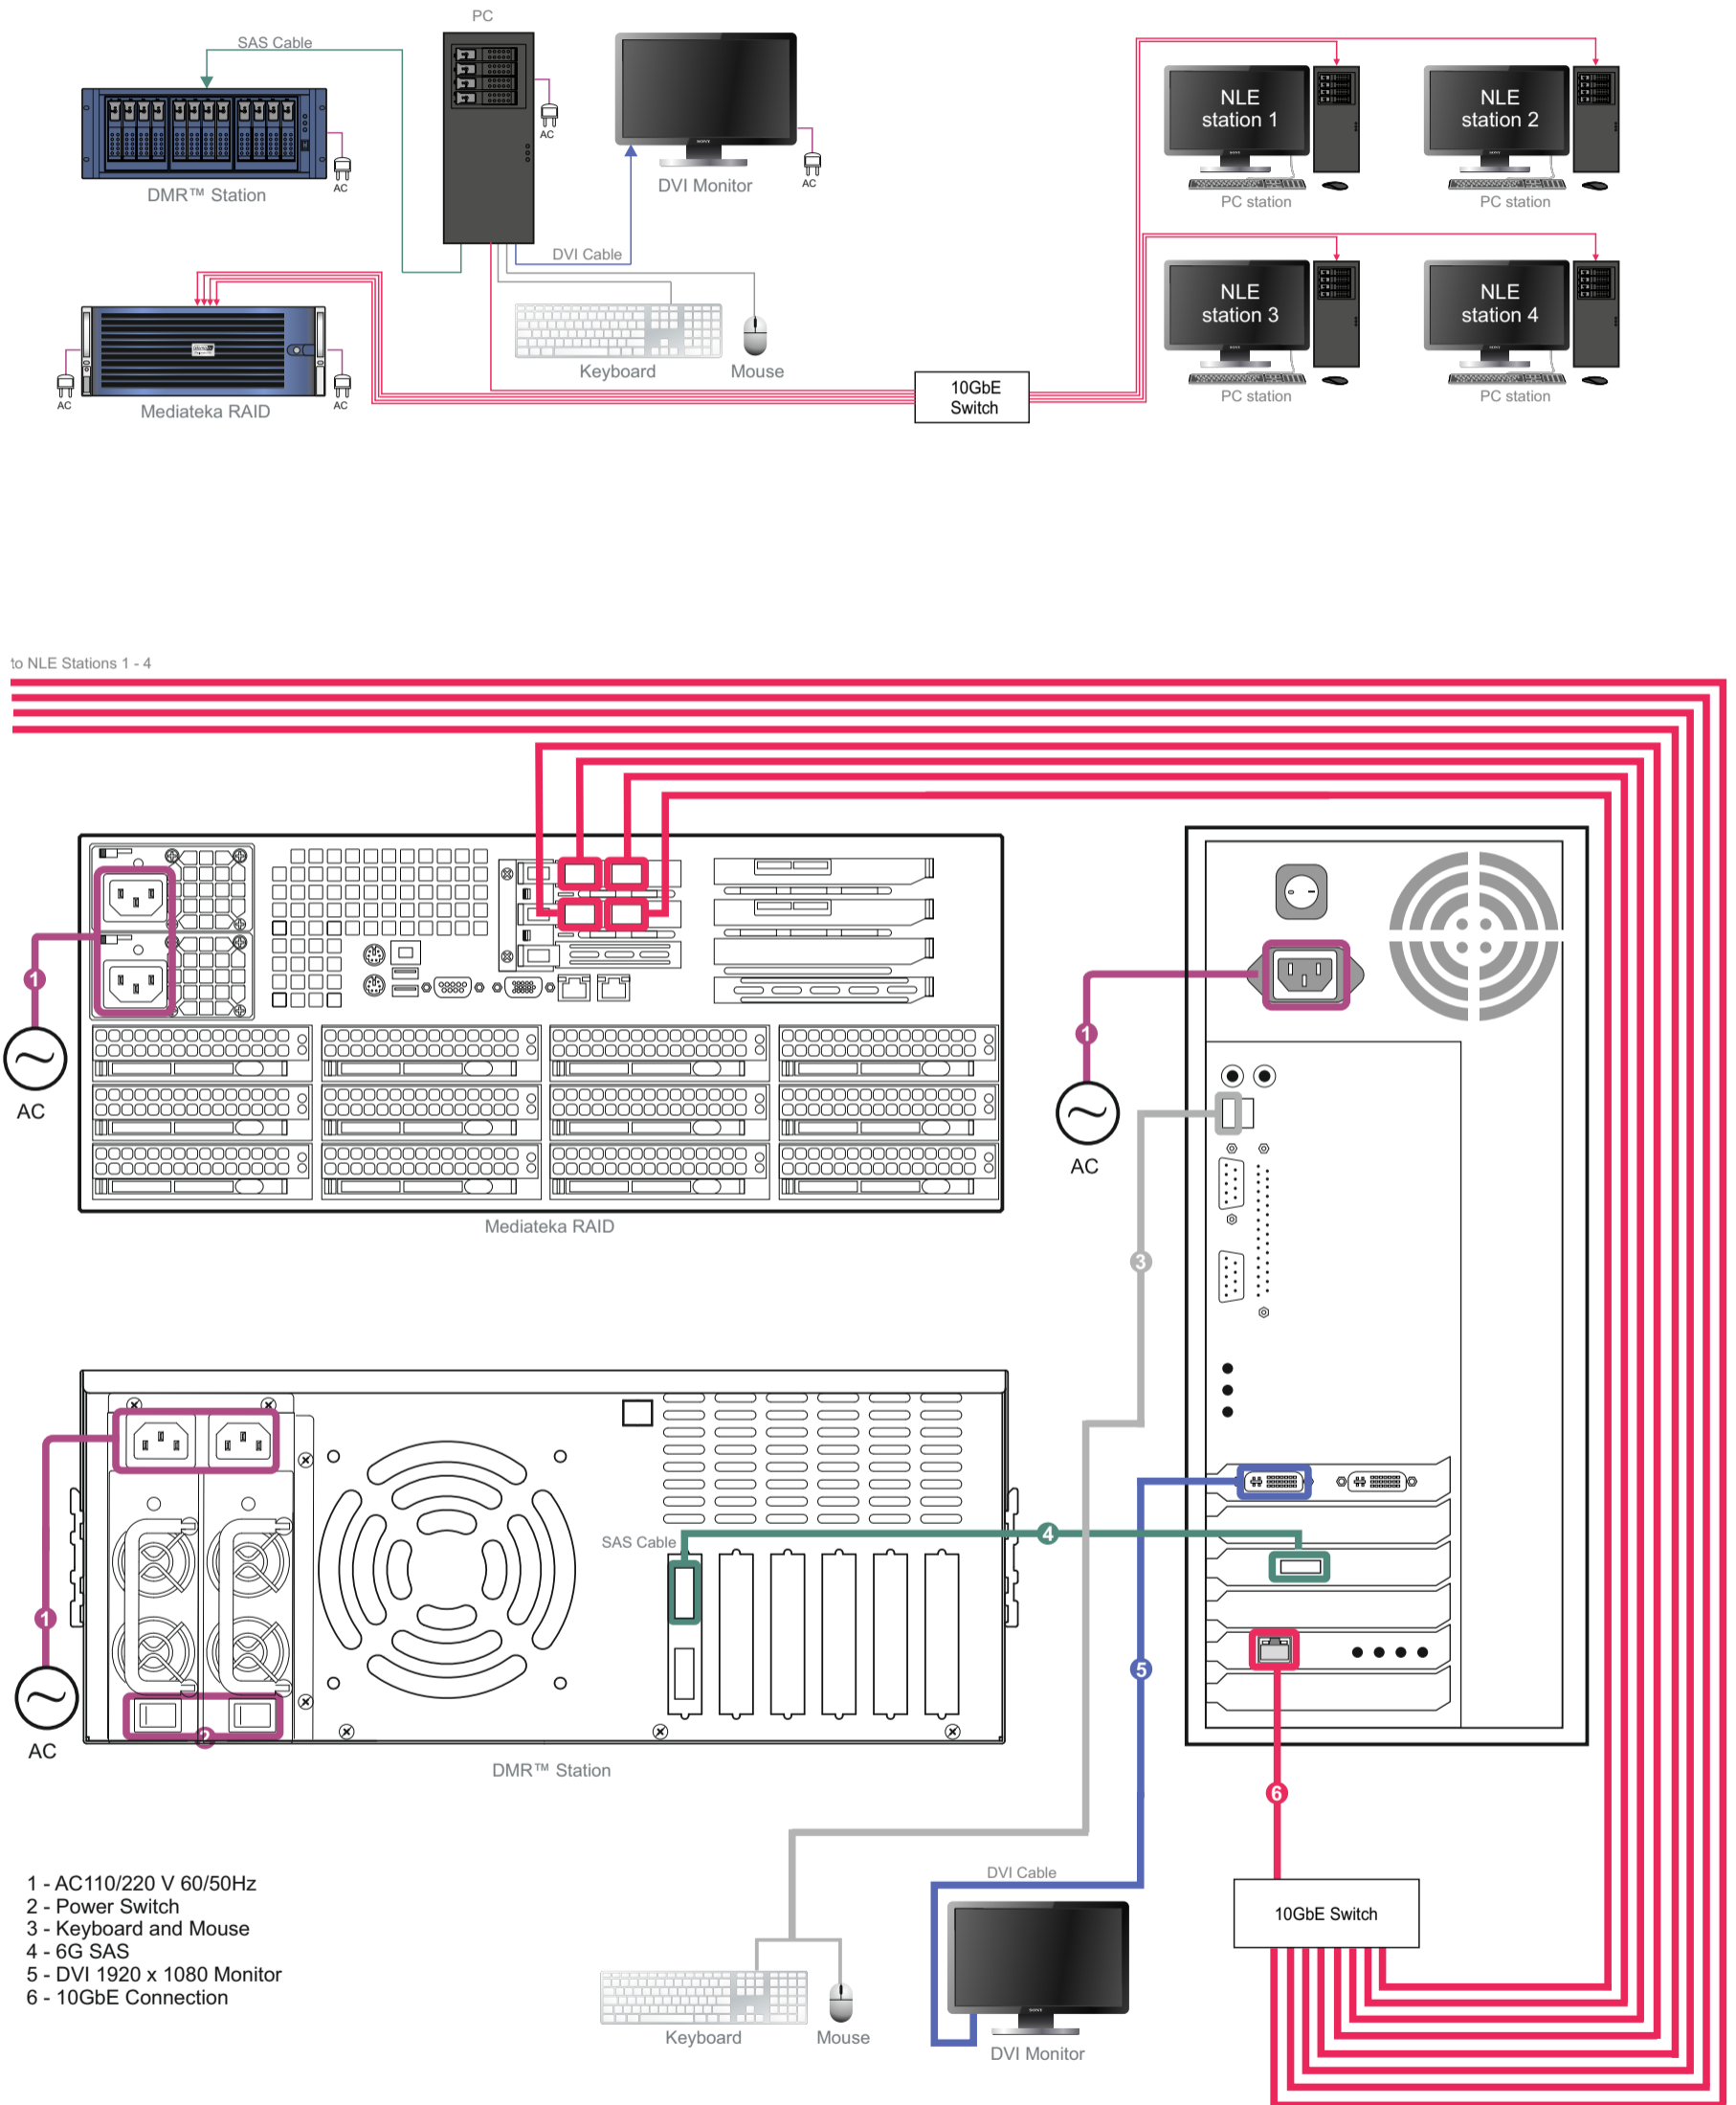 PC
SAS Cable
AC
AC
DMR™ Station
DVI Monitor
AC
DVI Cable
NLE
station 1
PC station
NLE
station 2
PC station
NLE
station 3
PC station
NLE
station 4
PC station
AC
AC
Mediateka RAID
Keyboard
Mouse
10GbE
Switch
to NLE Stations 1 - 4
1
AC
Mediateka RAID
1
AC
3
SAS Cable
4
1
AC
2
DMR™ Station
5
6
1 - AC110/220 V 60/50Hz
2 - Power Switch
3 - Keyboard and Mouse
4 - 6G SAS
5 - DVI 1920 x 1080 Monitor
6 - 10GbE Connection
DVI Cable
10GbE Switch
Keyboard
Mouse
SONY
DVI Monitor